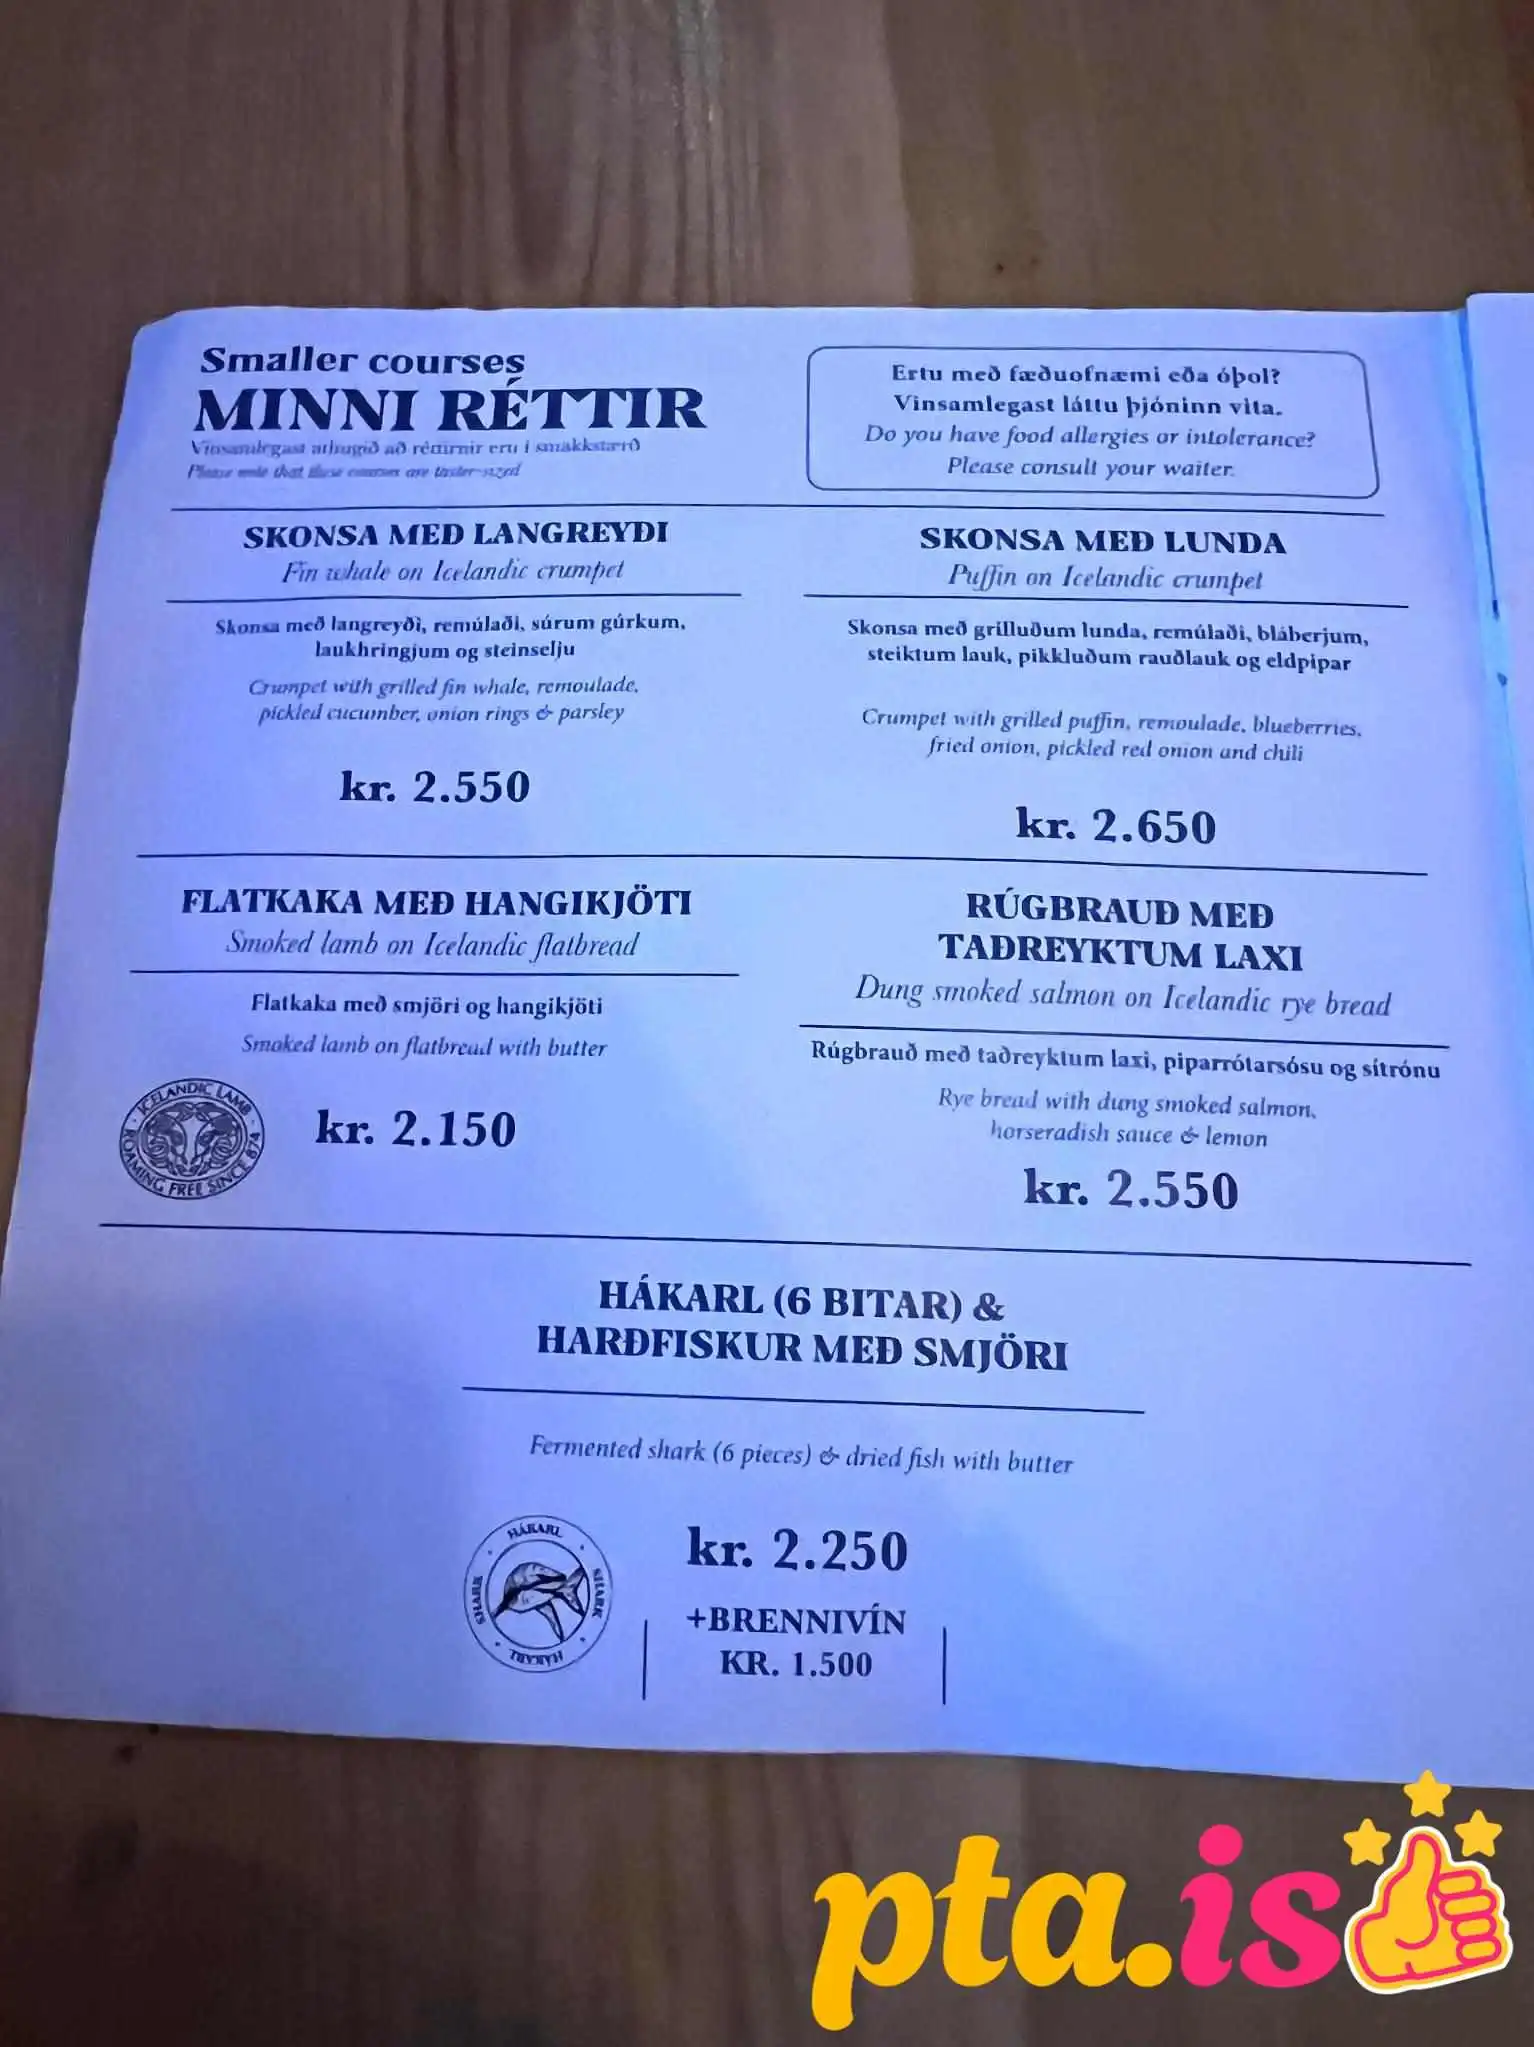 Smaller courses
MINNI RÉTTIR
Vinsamlegast athugið að réttirnir eru í smakkstærð
Please note that these courses are taster-sized
Ertu með fæðuofnæmi eða óþol?
Vinsamlegast láttu þjóninn vita.
Do you have food allergies or intolerance?
Please consult your waiter.
SKONSA MEÐ LANGREYÐI
Fin whale on Icelandic crumpet
Skonsa með langreyði, remúlaði, súrum gúrkum,
laukhringjum og steinselju
Crumpet with grilled fin whale, remoulade,
pickled cucumber, onion rings & parsley
kr. 2.550
SKONSA MEÐ LUNDA
Puffin on Icelandic crumpet
Skonsa með grilluðum lunda, remúlaði, bláberjum,
steiktum lauk, pikkluðum rauðlauk og eldpipar
Crumpet with grilled puffin, remoulade, blueberries,
fried onion, pickled red onion and chili
kr. 2.650
FLATKAKA MEÐ HANGIKJÖTI
Smoked lamb on Icelandic flatbread
Flatkaka með smjöri og hangikjöti
Smoked lamb on flatbread with butter
ICELANDIC LAMB
ROAMING FREE SINCE 874
kr. 2.150
RÚGBRAUÐ MEÐ
TAÐREYKTUM LAXI
Dung smoked salmon on Icelandic rye bread
Rúgbrauð með taðreyktum laxi, piparrótarsósu og sítrónu
Rye bread with dung smoked salmon,
horseradish sauce & lemon
kr. 2.550
HÁKARL (6 BITAR) &
HARÐFISKUR MEÐ SMJÖRI
Fermented shark (6 pieces) & dried fish with butter
HÁKARL
SHARK
HÁKARL
SHARK
kr. 2.250
+BRENNIVÍN
KR. 1.500
pta.is